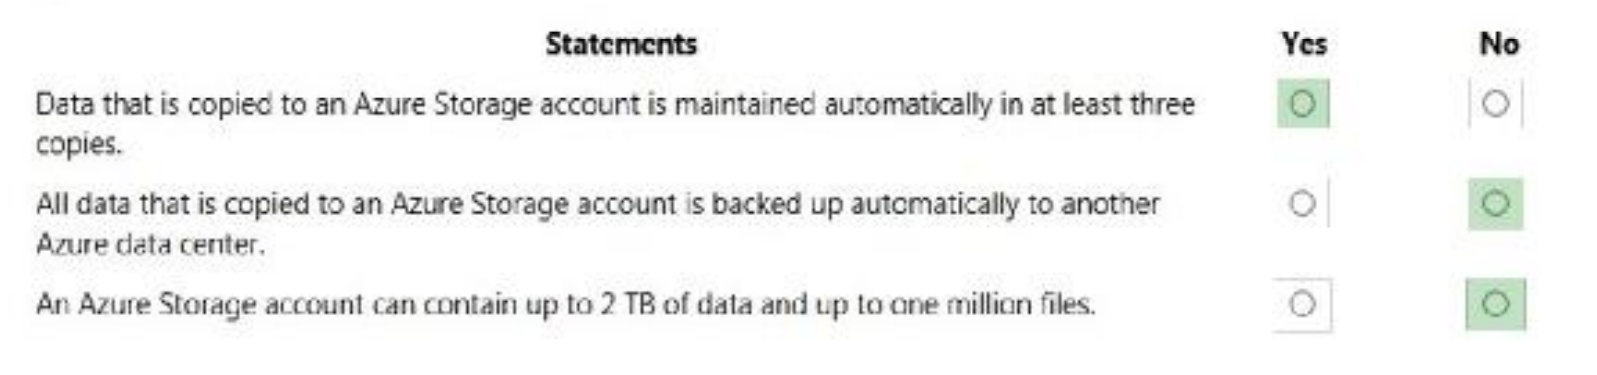 Statements Yes No
Data that is copied to an Azure Storage account is maintained automatically in at least three
copies.
All data that is copied to an Azure Storage account is backed up automatically to another
Azure data center.
An Azure Storage account can contain up to 2 TB of data and up to one million files.